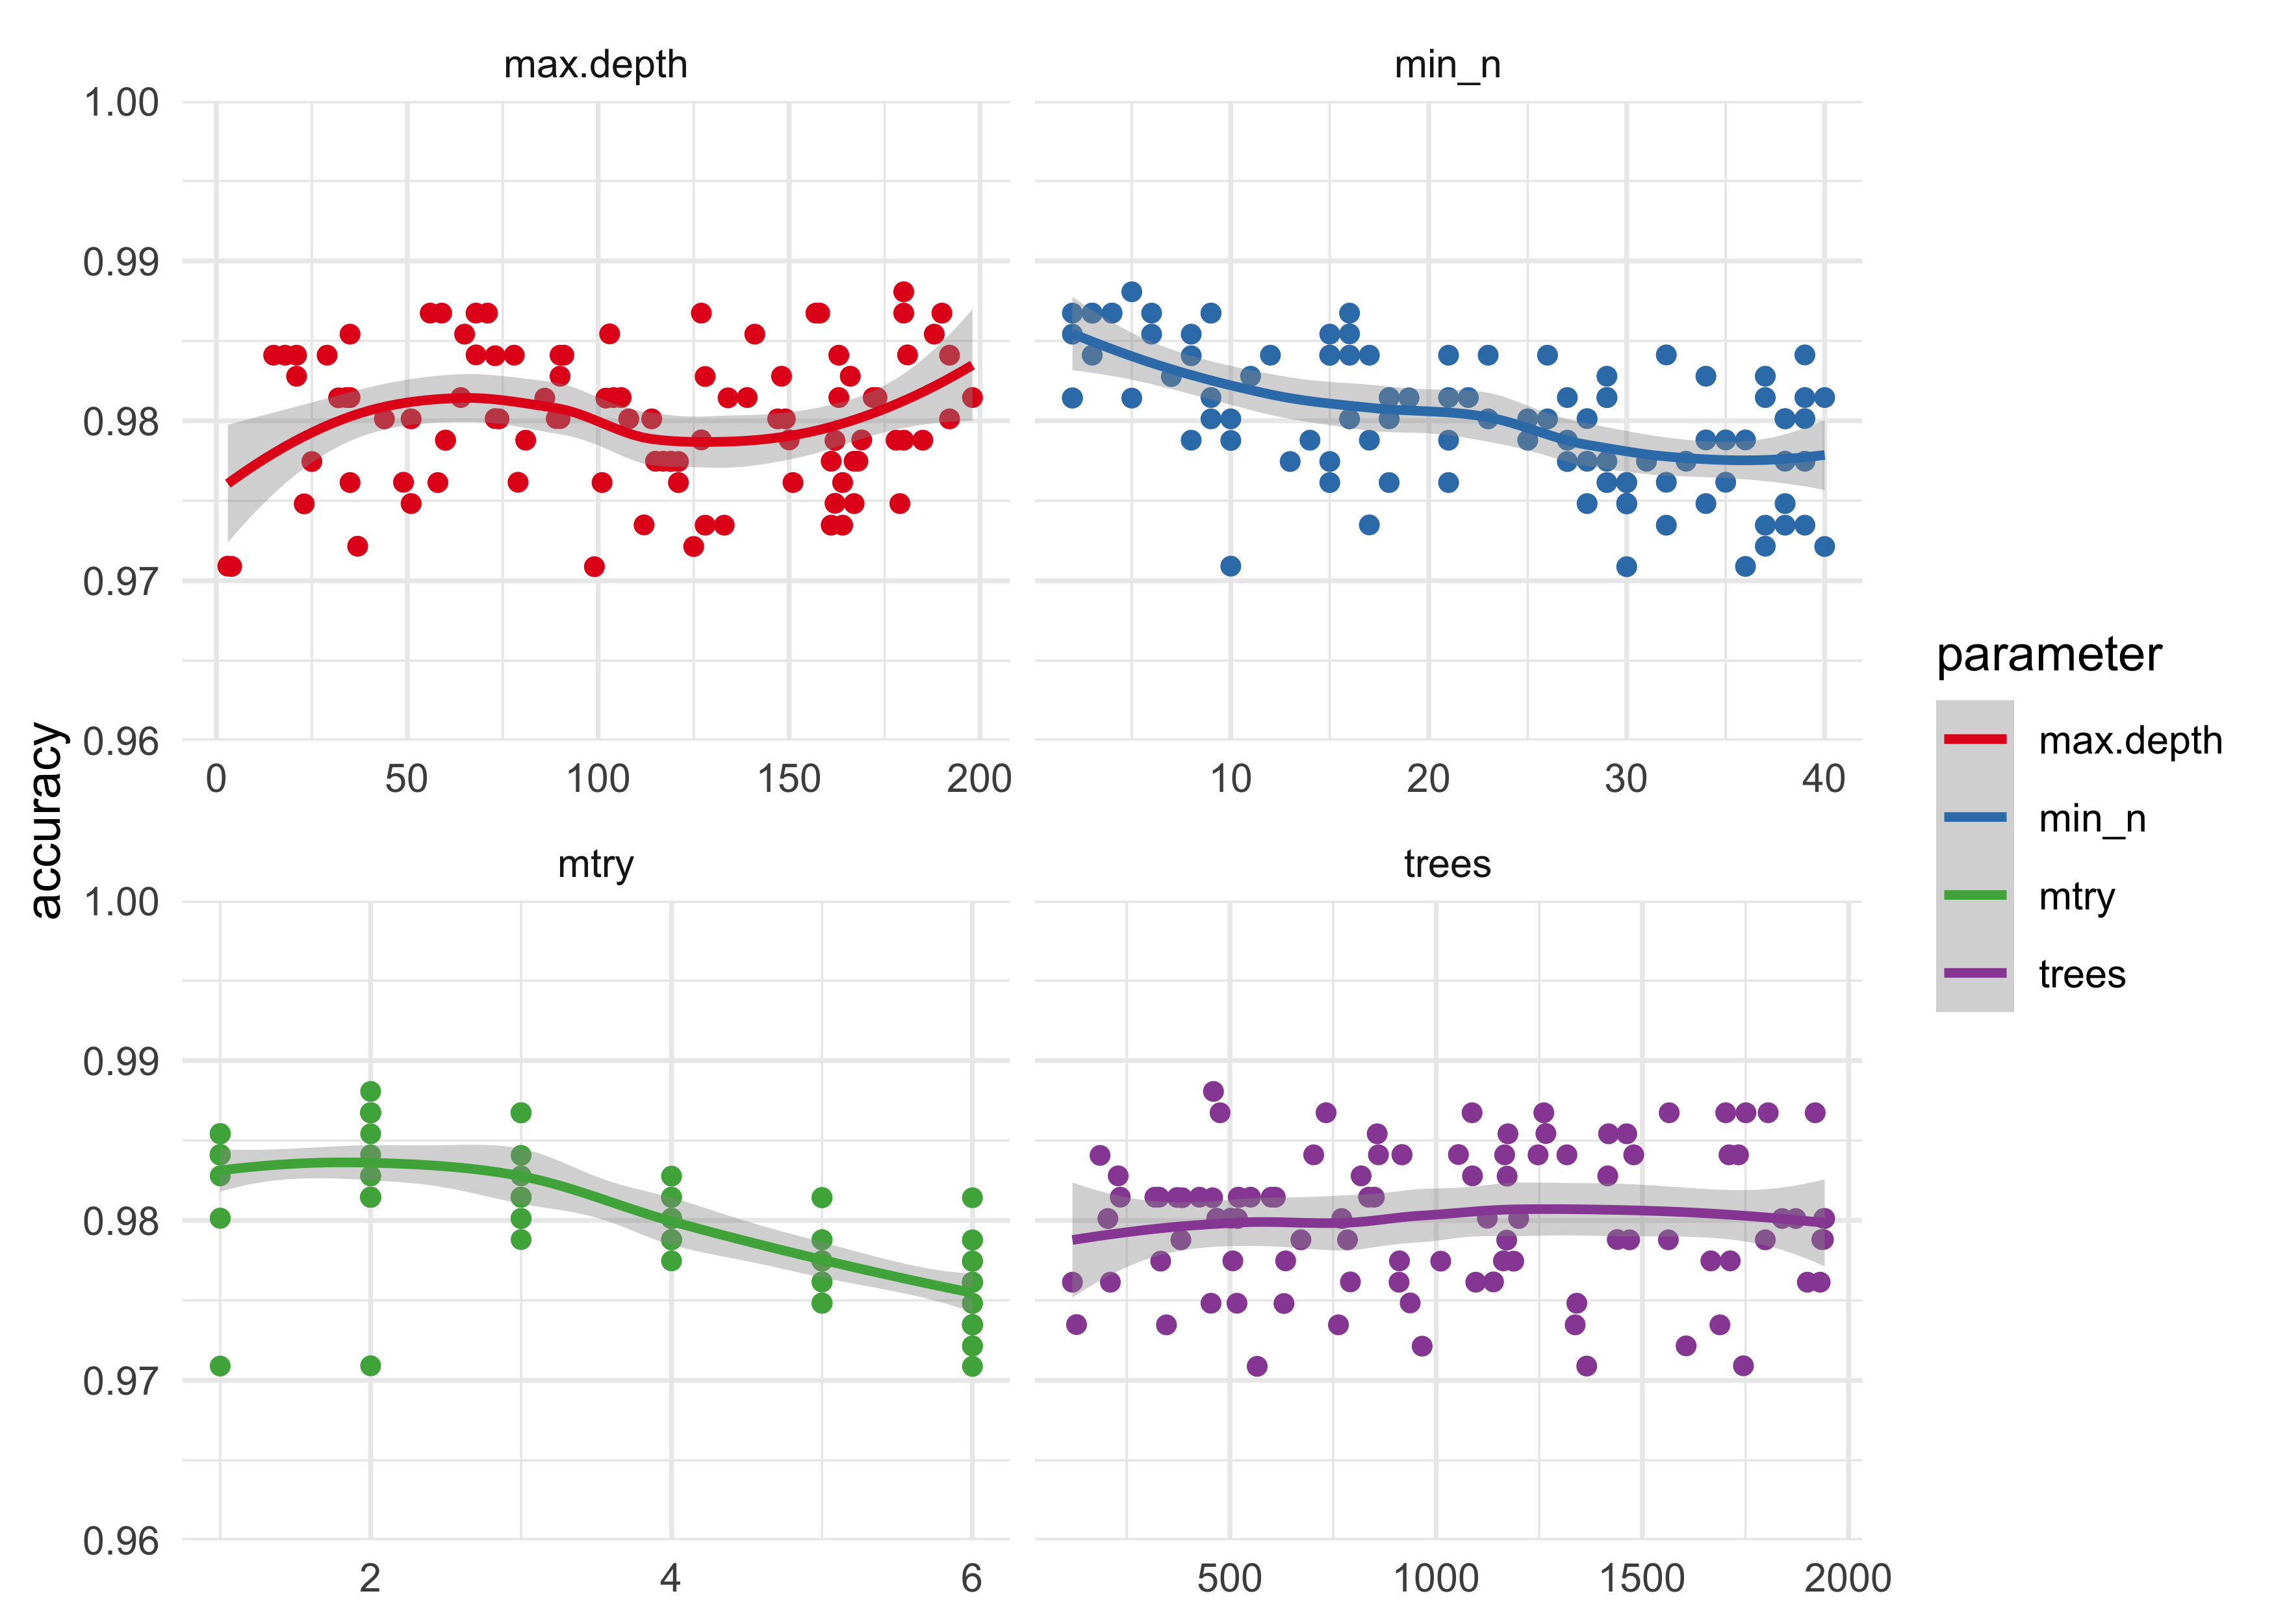 max.depth
min_n
1.00
0.99
0.98
0.97
0.96
0 50 100 150 200
10 20 30 40
accuracy
mtry
trees
1.00
0.99
0.98
0.97
0.96
2 4 6
500 1000 1500 2000
parameter
max.depth
min_n
mtry
trees